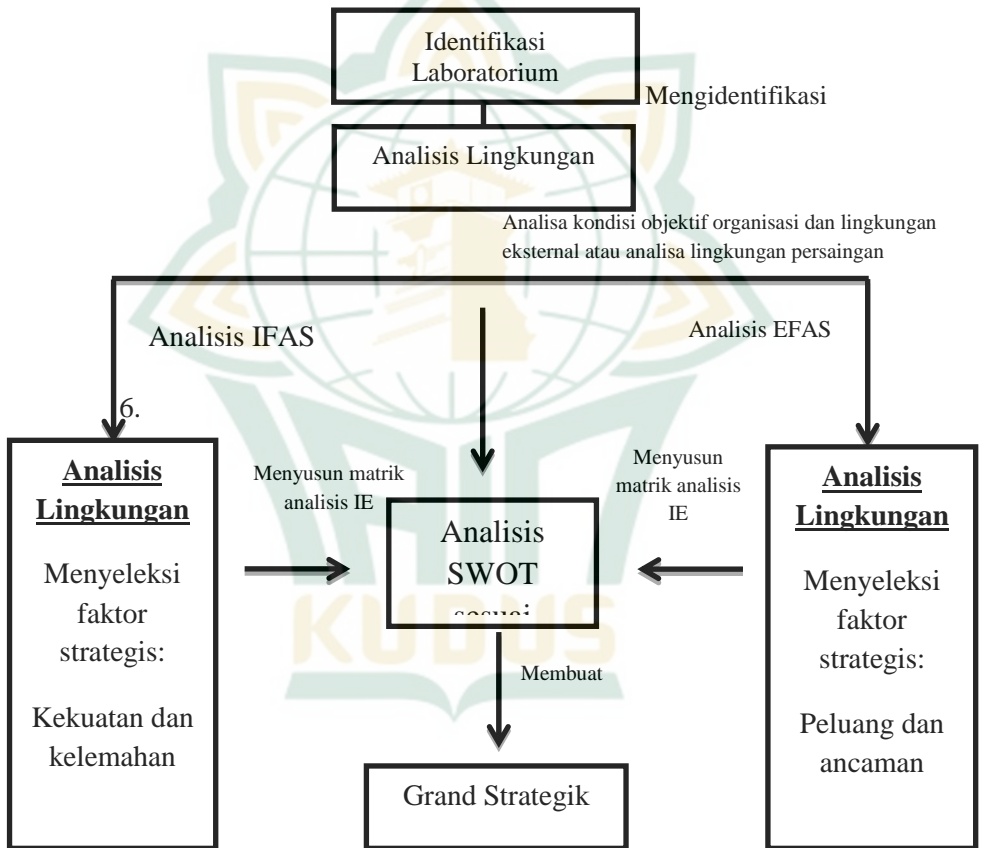 Identifikasi
Laboratorium
Mengidentifikasi
Analisis Lingkungan
Analisa kondisi objektif organisasi dan lingkungan
eksternal atau analisa lingkungan persaingan
Analisis IFAS
Analisis EFAS
6.
Analisis
Lingkungan
Menyeleksi
faktor
strategis:
Kekuatan dan
kelemahan
Menyusun matrik
analisis IE
Analisis
SWOT
sesuai
Menyusun
matrik analisis
IE
Analisis
Lingkungan
Menyeleksi
faktor
strategis:
Peluang dan
ancaman
KUDUS
Membuat
Grand Strategik